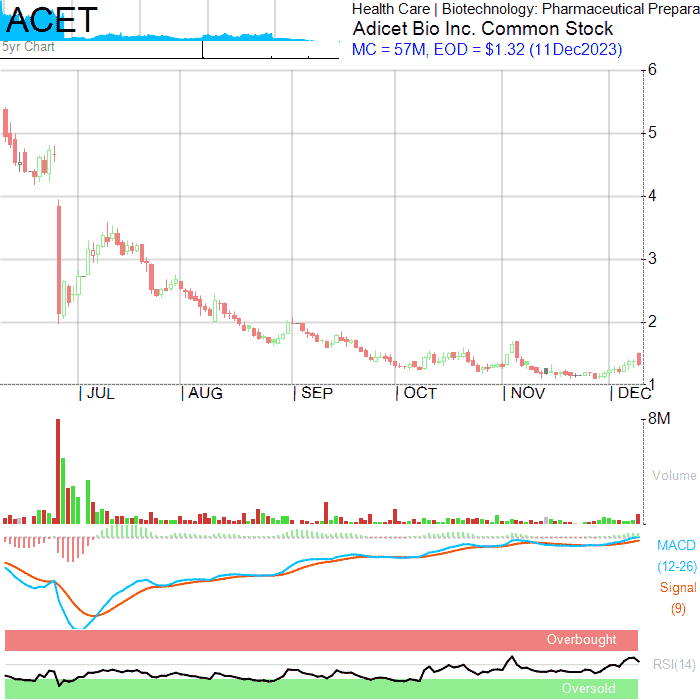 ACET
Health Care | Biotechnology: Pharmaceutical Prepara
Adicet Bio Inc. Common Stock
MC = 57M, EOD = $1.32 (11Dec2023)
5yr Chart
6
5
4
3
2
1
| JUL | AUG | SEP | OCT | NOV | DEC
8M
Volume
MACD
(12-26)
Signal
(9)
Overbought
RSI(14)
Oversold